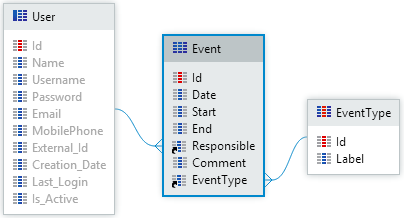 User
Id
Name
Username
Password
Email
MobilePhone
External_Id
Creation_Date
Last_Login
Is_Active
Event
Id
Date
Start
End
Responsible
Comment
EventType
EventType
Id
Label